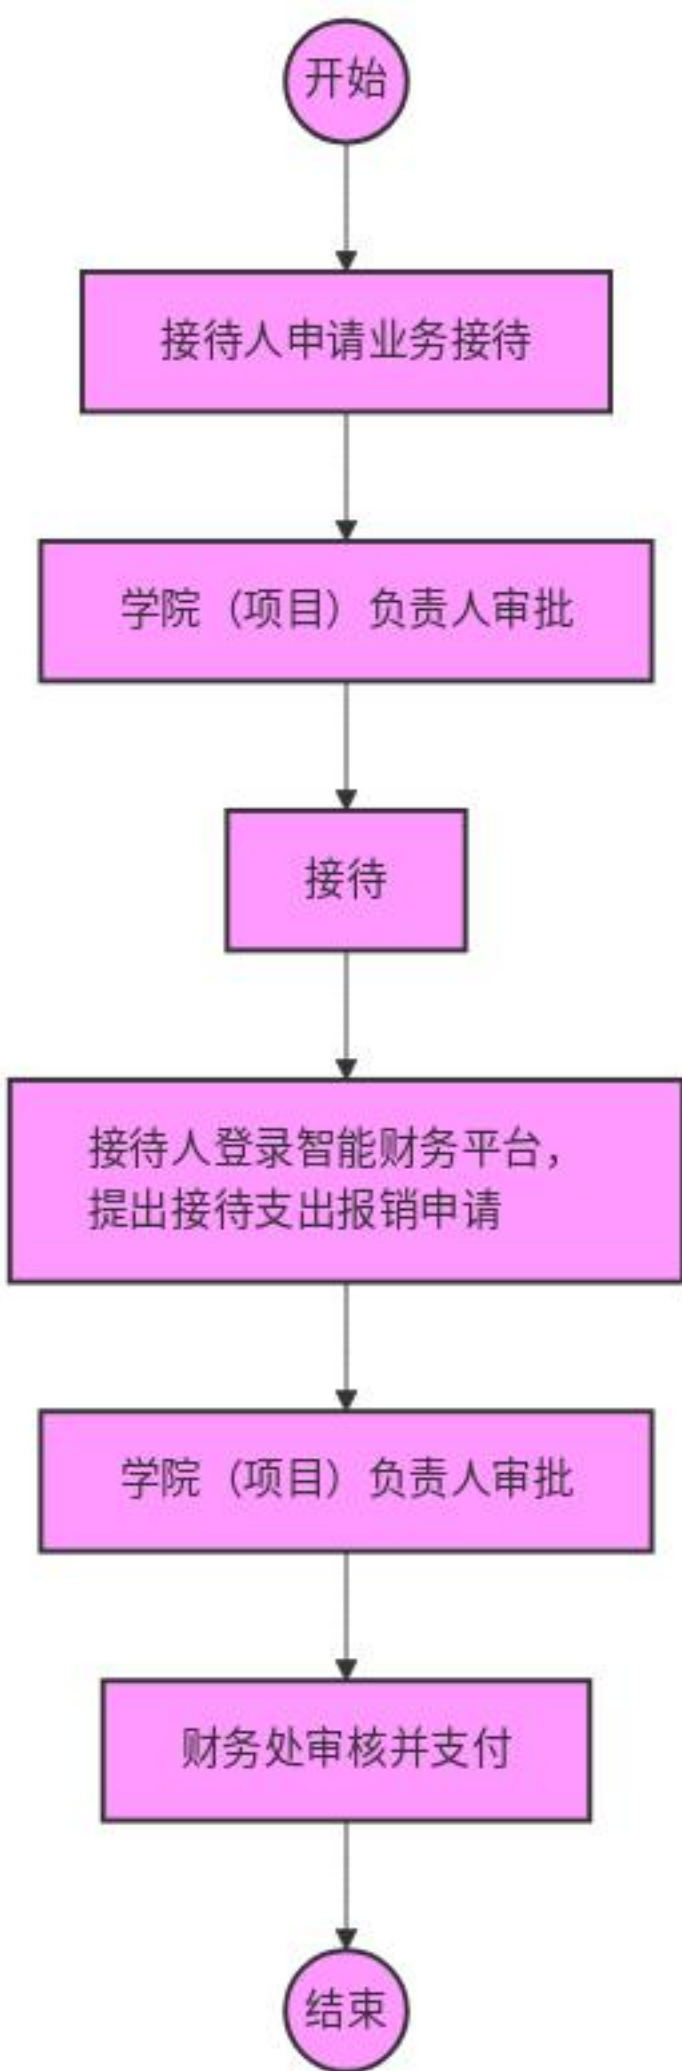 开始
接待人申请业务接待
学院（项目）负责人审批
接待
接待人登录智能财务平台，
提出接待支出报销申请
学院（项目）负责人审批
财务处审核并支付
结束